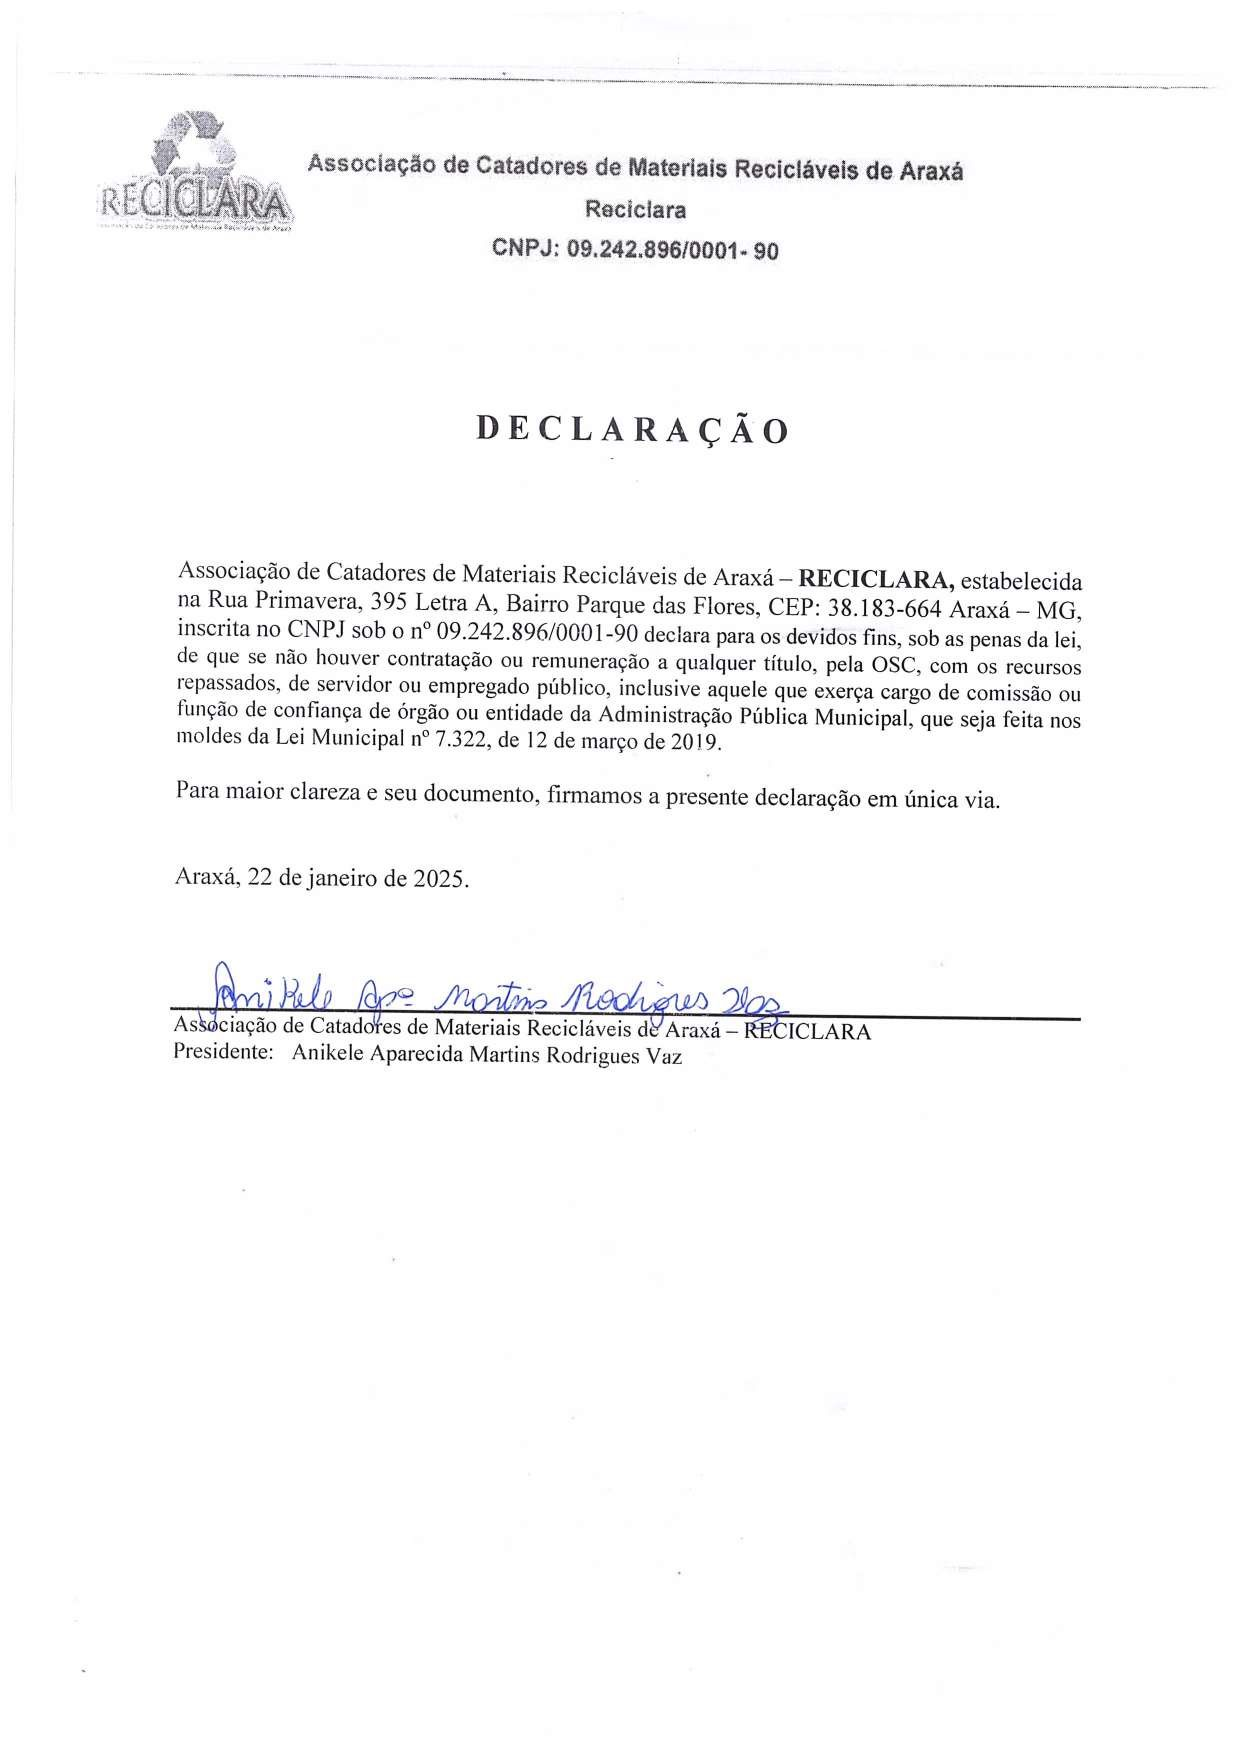 RECICLARA
Associação de Catadores de Materiais Recicláveis de Araxá
Associação de Catadores de Materiais Recicláveis de Araxá
Reciclara
CNPJ: 09.242.896/0001- 90
DECLARAÇÃO
Associação de Catadores de Materiais Recicláveis de Araxá – RECICLARA, estabelecida
na Rua Primavera, 395 Letra A, Bairro Parque das Flores, CEP: 38.183-664 Araxá – MG,
inscrita no CNPJ sob o nº 09.242.896/0001-90 declara para os devidos fins, sob as penas da lei,
de que se não houver contratação ou remuneração a qualquer título, pela OSC, com os recursos
repassados, de servidor ou empregado público, inclusive aquele que exerça cargo de comissão ou
função de confiança de órgão ou entidade da Administração Pública Municipal, que seja feita nos
moldes da Lei Municipal nº 7.322, de 12 de março de 2019.
Para maior clareza e seu documento, firmamos a presente declaração em única via.
Araxá, 22 de janeiro de 2025.
Anikele Apª Martins Rodrigues Vaz
Associação de Catadores de Materiais Recicláveis de Araxá – RECICLARA
Presidente: Anikele Aparecida Martins Rodrigues Vaz